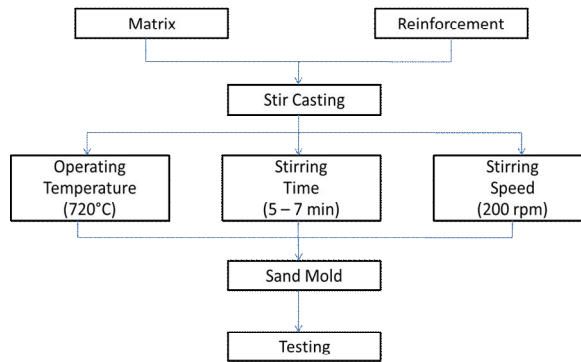 Matrix
Reinforcement
Stir Casting
Operating
Temperature
(720°C)
Stirring
Time
(5 – 7 min)
Stirring
Speed
(200 rpm)
Sand Mold
Testing